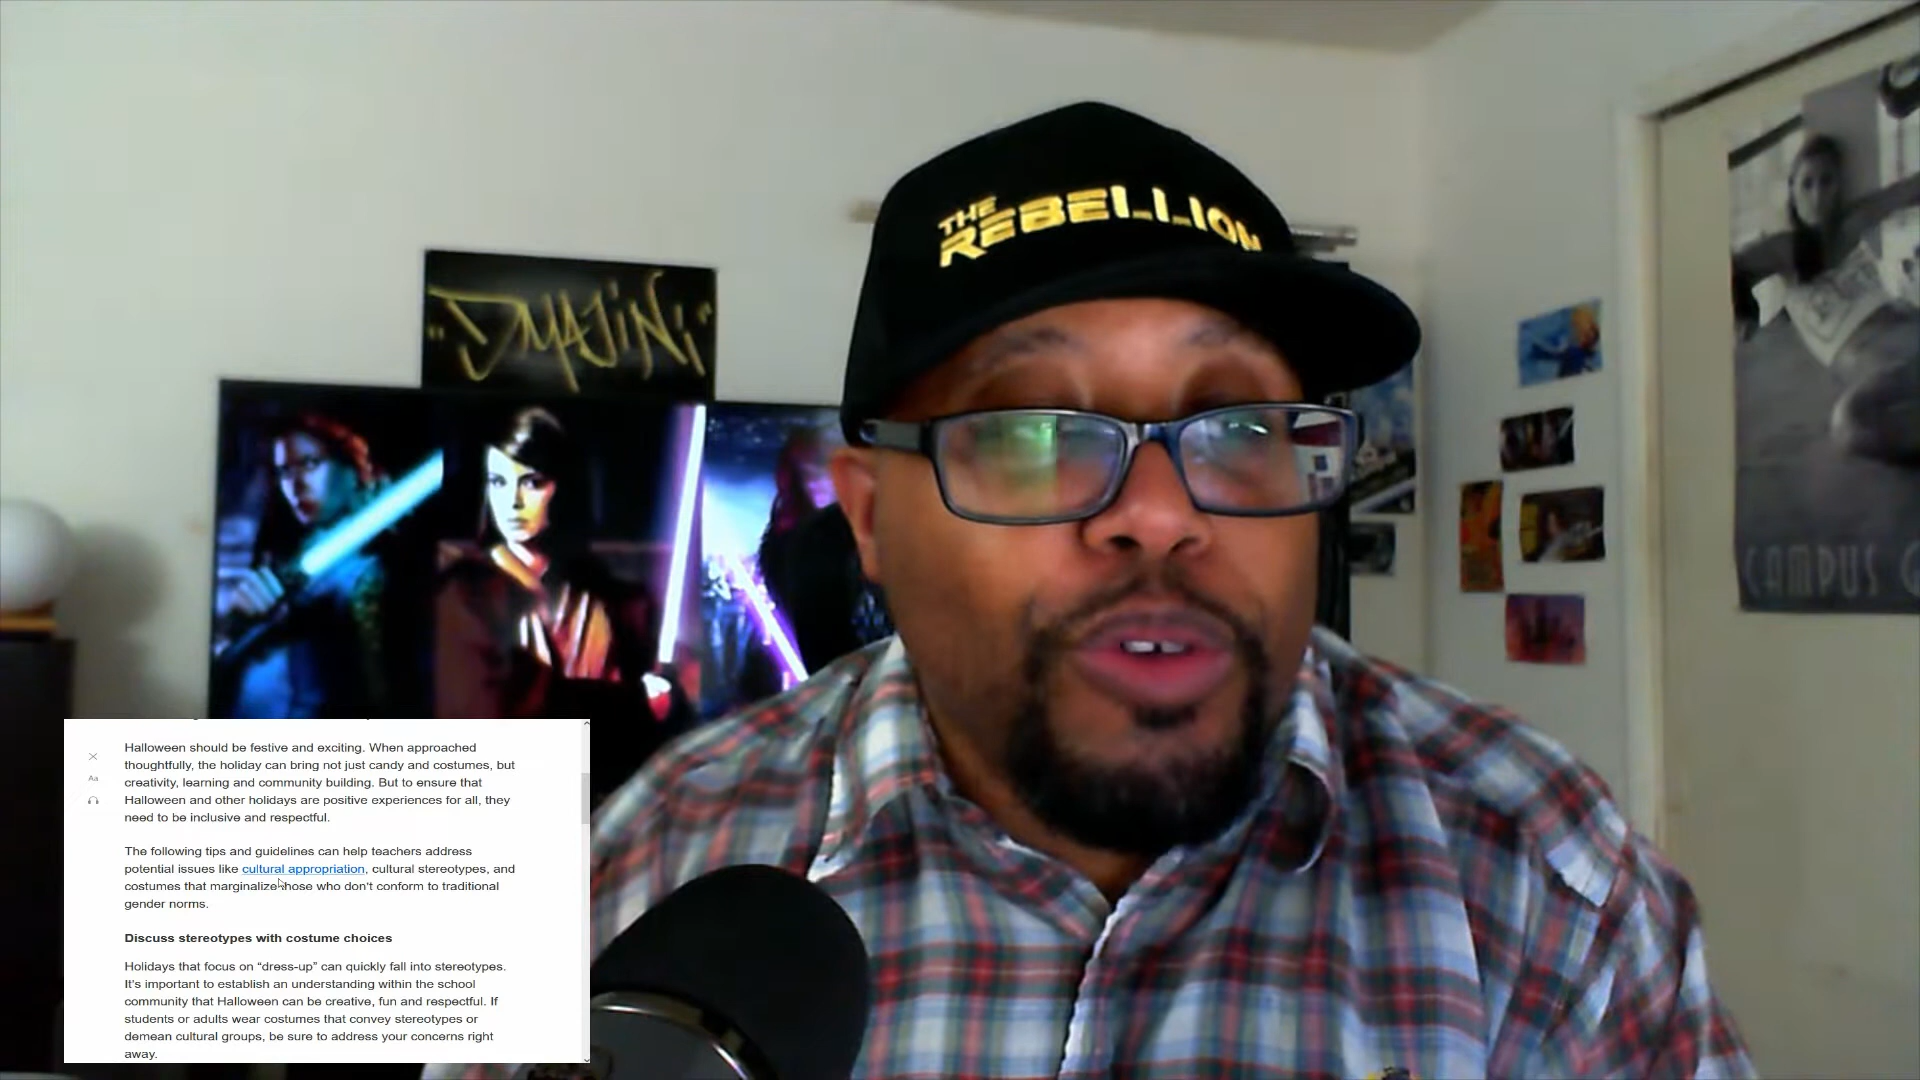 THE
REBELLION
"DMAJiNi"
CAMPUS
Halloween should be festive and exciting. When approached
thoughtfully, the holiday can bring not just candy and costumes, but
creativity, learning and community building. But to ensure that
Halloween and other holidays are positive experiences for all, they
need to be inclusive and respectful.
The following tips and guidelines can help teachers address
potential issues like cultural appropriation, cultural stereotypes, and
costumes that marginalize those who don't conform to traditional
gender norms.
Discuss stereotypes with costume choices
Holidays that focus on “dress-up” can quickly fall into stereotypes.
It's important to establish an understanding within the school
community that Halloween can be creative, fun and respectful. If
students or adults wear costumes that convey stereotypes or
demean cultural groups, be sure to address your concerns right
away.
Aa